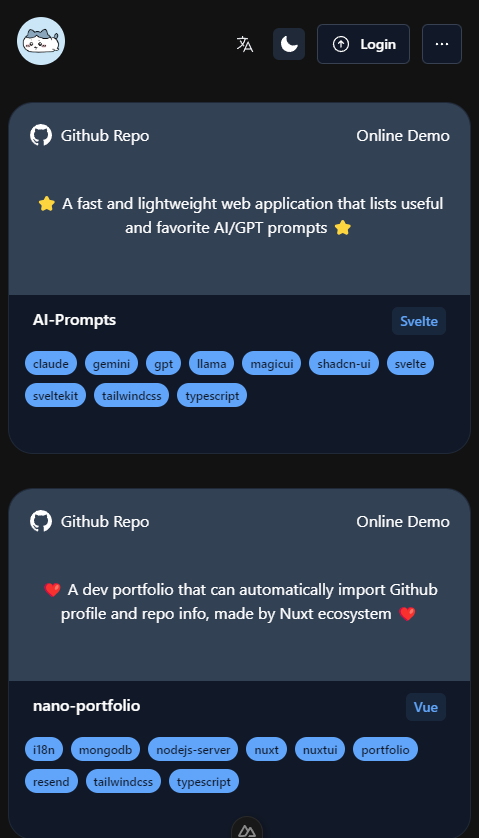 Login
Github Repo Online Demo
⭐ A fast and lightweight web application that lists useful
and favorite AI/GPT prompts ⭐
AI-Prompts Svelte
claude gemini gpt llama magicui shadcn-ui svelte
sveltekit tailwindcss typescript
Github Repo Online Demo
❤️ A dev portfolio that can automatically import Github
profile and repo info, made by Nuxt ecosystem ❤️
nano-portfolio Vue
i18n mongodb nodejs-server nuxt nuxtui portfolio
resend tailwindcss typescript